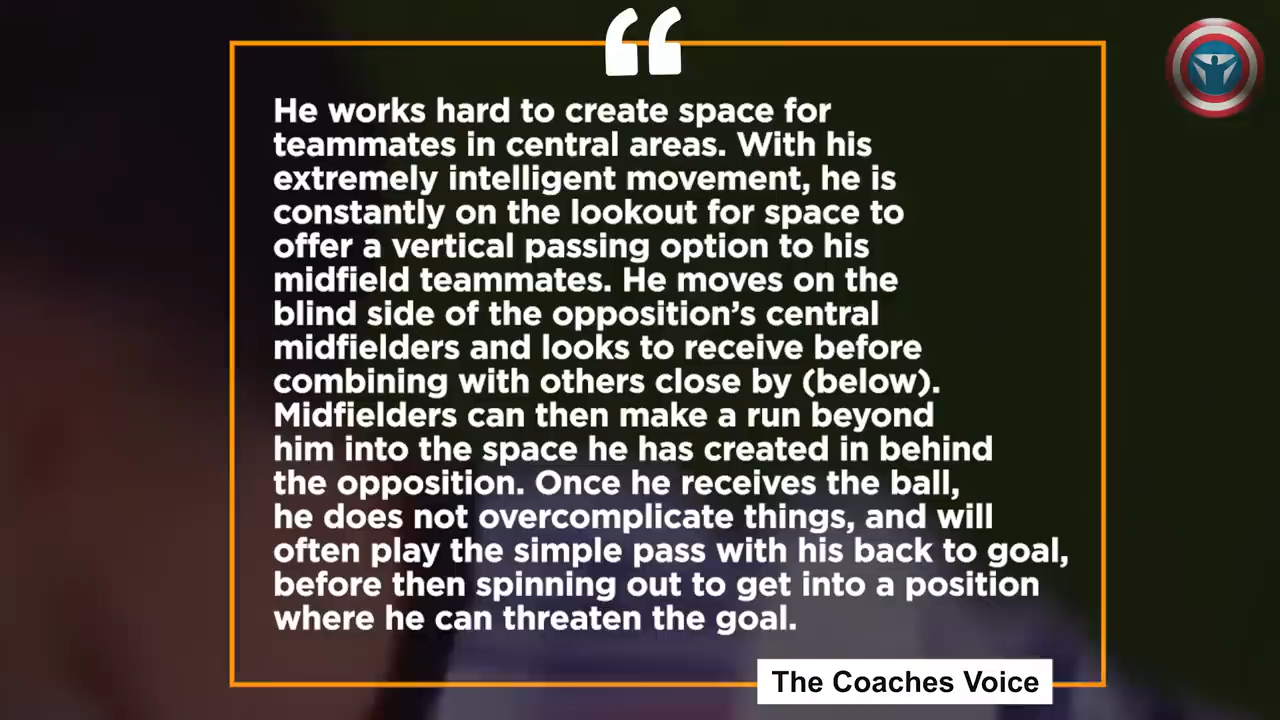 “
He works hard to create space for
teammates in central areas. With his
extremely intelligent movement, he is
constantly on the lookout for space to
offer a vertical passing option to his
midfield teammates. He moves on the
blind side of the opposition’s central
midfielders and looks to receive before
combining with others close by (below).
Midfielders can then make a run beyond
him into the space he has created in behind
the opposition. Once he receives the ball,
he does not overcomplicate things, and will
often play the simple pass with his back to goal,
before then spinning out to get into a position
where he can threaten the goal.
The Coaches Voice